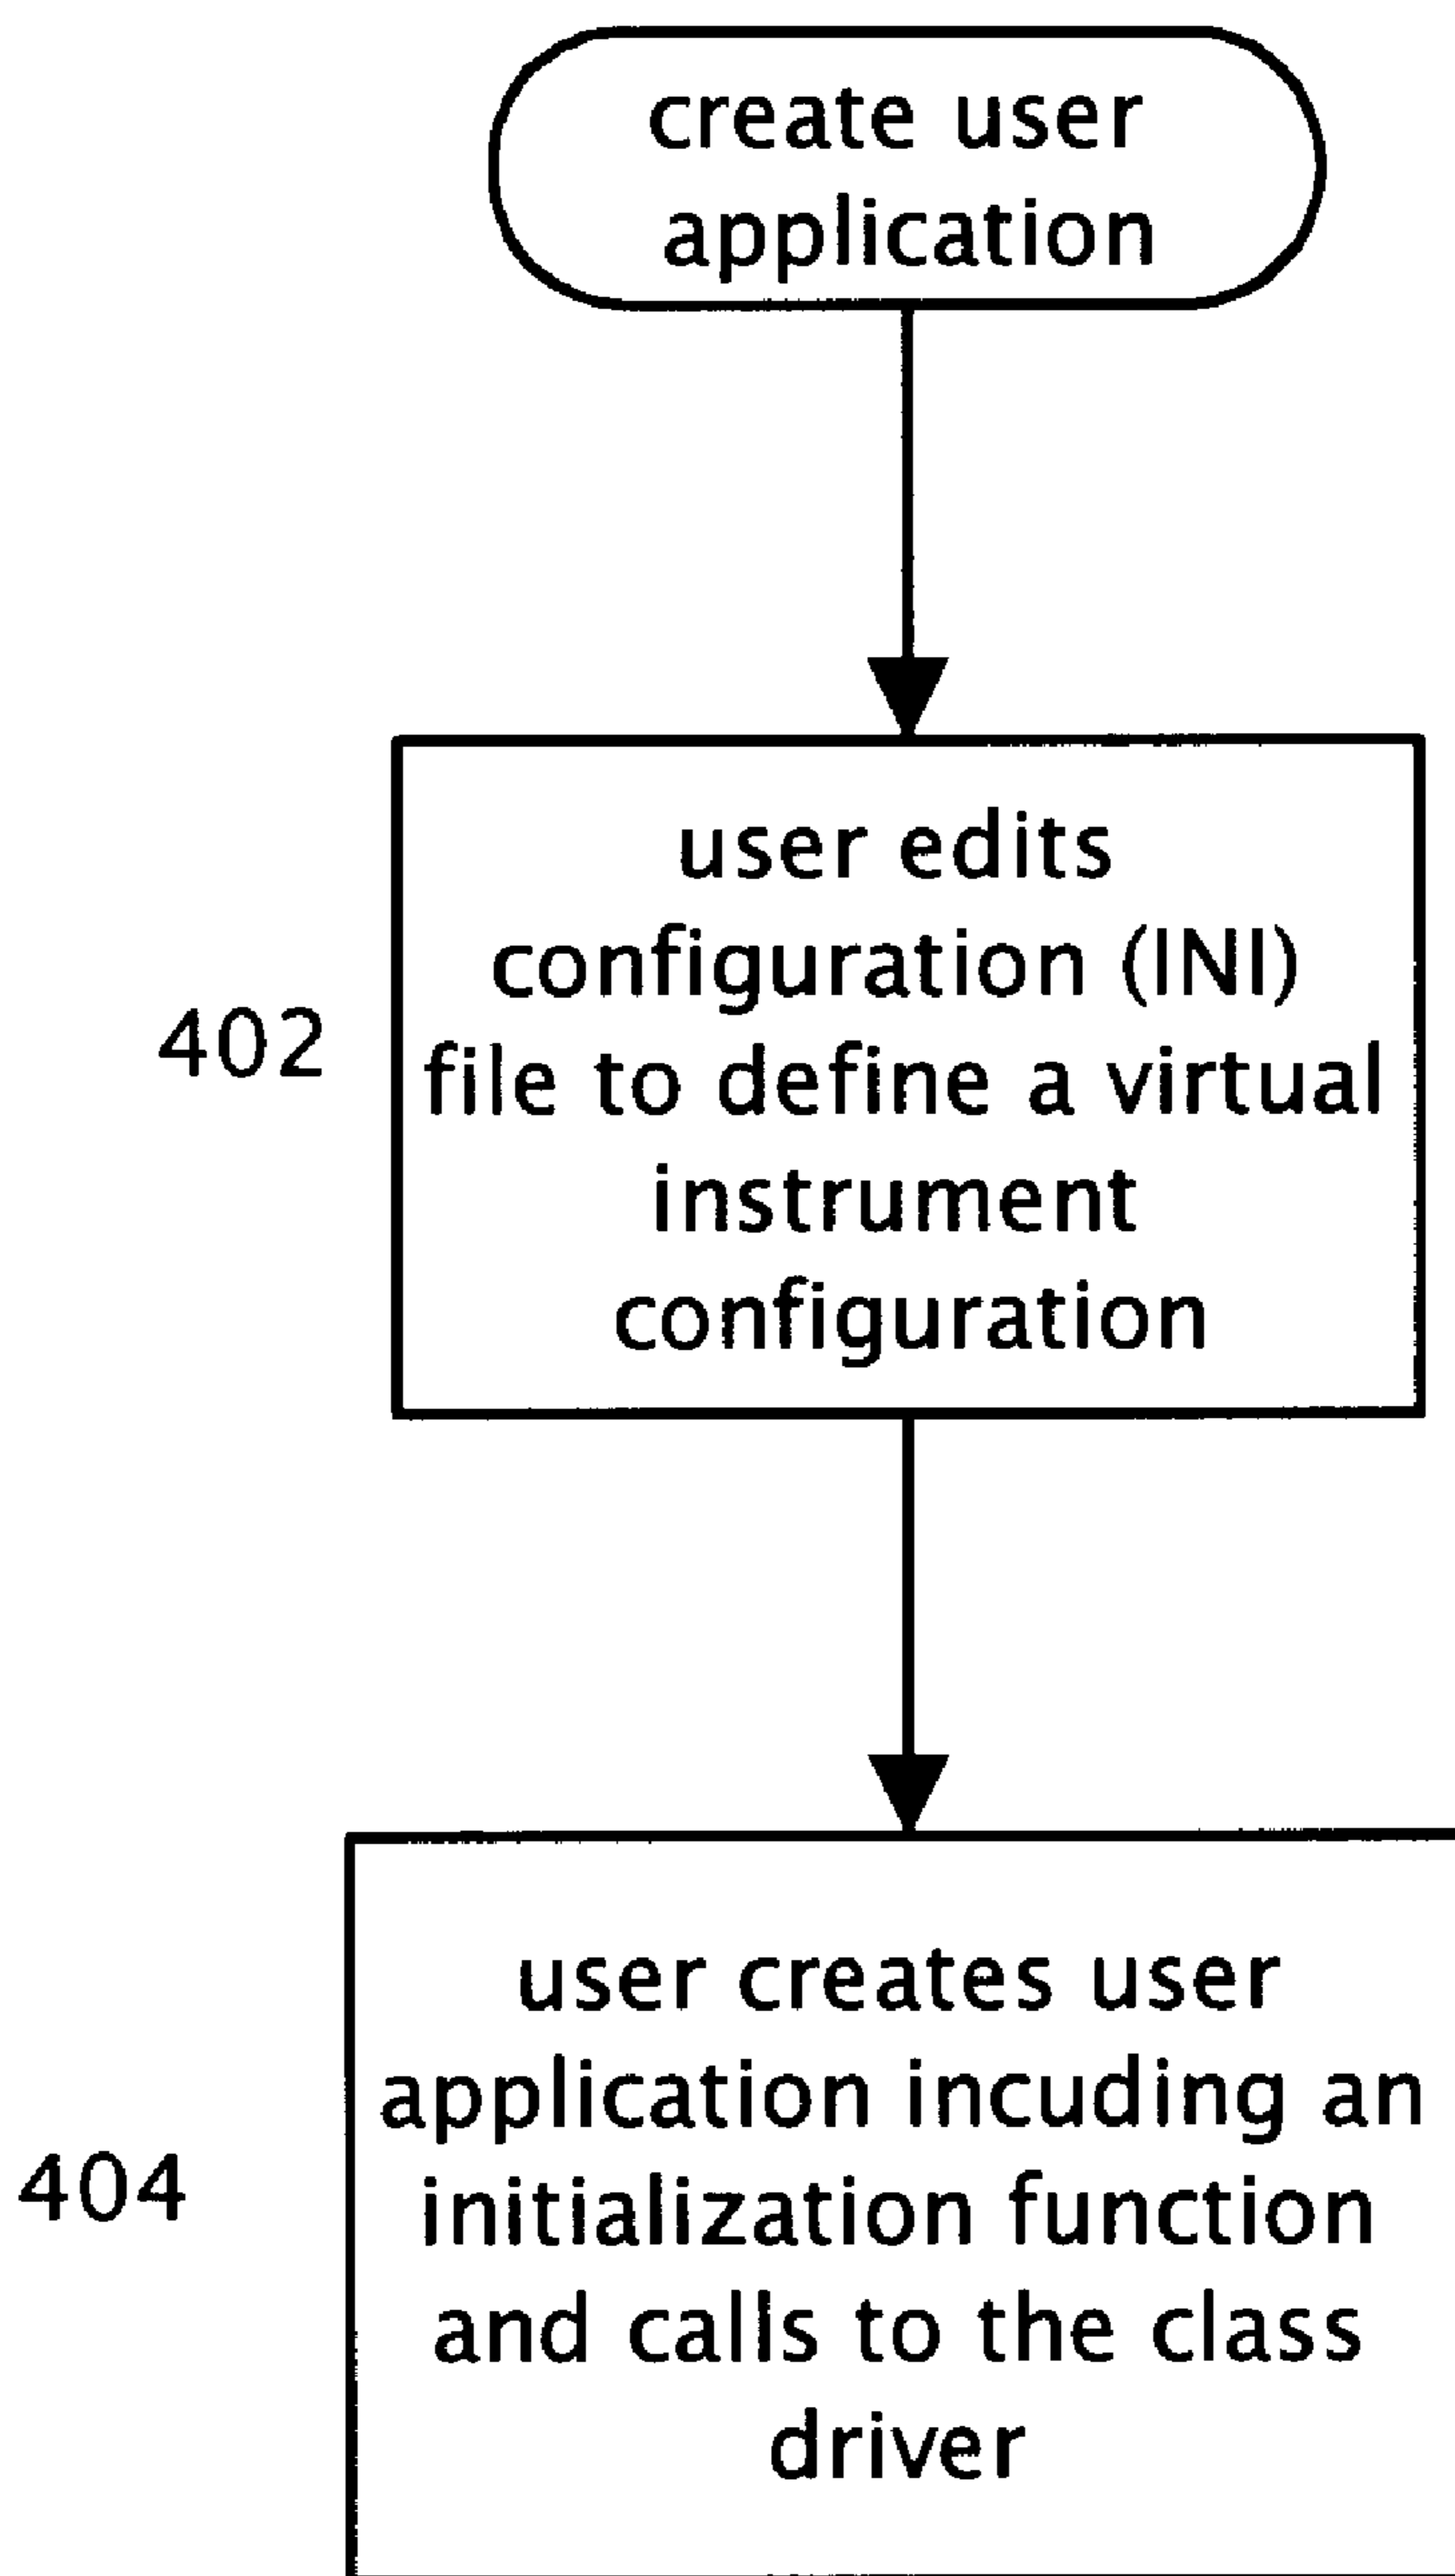 create user
application
user edits
configuration (INI)
402
file to define a virtual
instrument
configuration
user creates user
application incuding an
404
initialization function
and calls to the class
driver